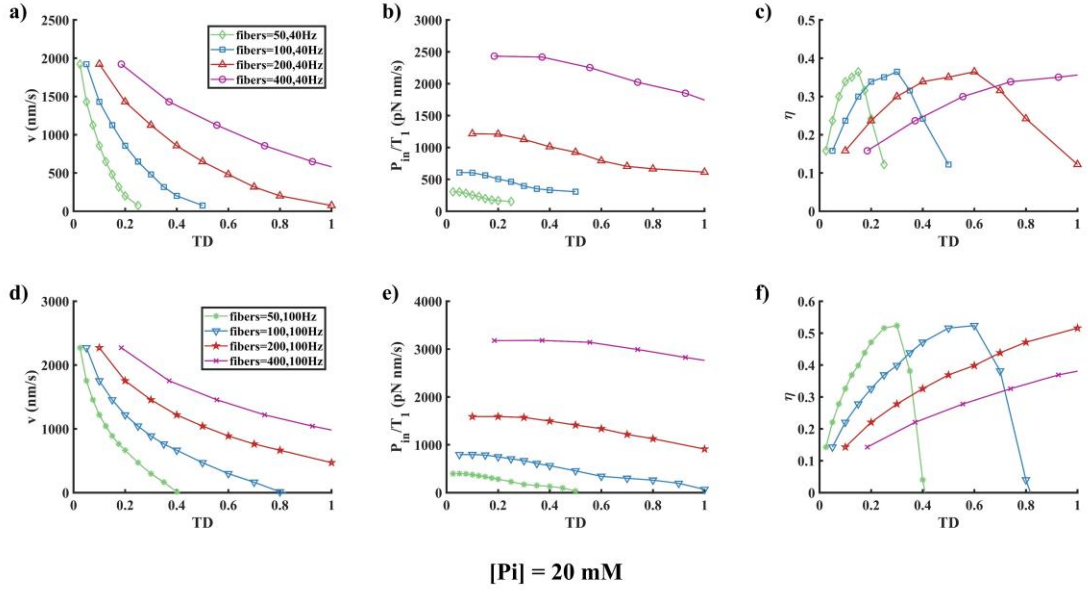 a)
v (nm/s)
2500
2000
1500
1000
500
0
0 0.2 0.4 0.6 0.8 1
TD
fibers=50,40Hz
fibers=100,40Hz
fibers=200,40Hz
fibers=400,40Hz
b)
P_in/T_1 (pN nm/s)
3000
2500
2000
1500
1000
500
0
0 0.2 0.4 0.6 0.8 1
TD
c)
η
0.5
0.4
0.3
0.2
0.1
0
0 0.2 0.4 0.6 0.8 1
TD
d)
v (nm/s)
3000
2000
1000
0
0 0.2 0.4 0.6 0.8 1
TD
fibers=50,100Hz
fibers=100,100Hz
fibers=200,100Hz
fibers=400,100Hz
e)
P_in/T_1 (pN nm/s)
4000
3000
2000
1000
0
0 0.2 0.4 0.6 0.8 1
TD
f)
η
0.6
0.5
0.4
0.3
0.2
0.1
0
0 0.2 0.4 0.6 0.8 1
TD
[Pi] = 20 mM